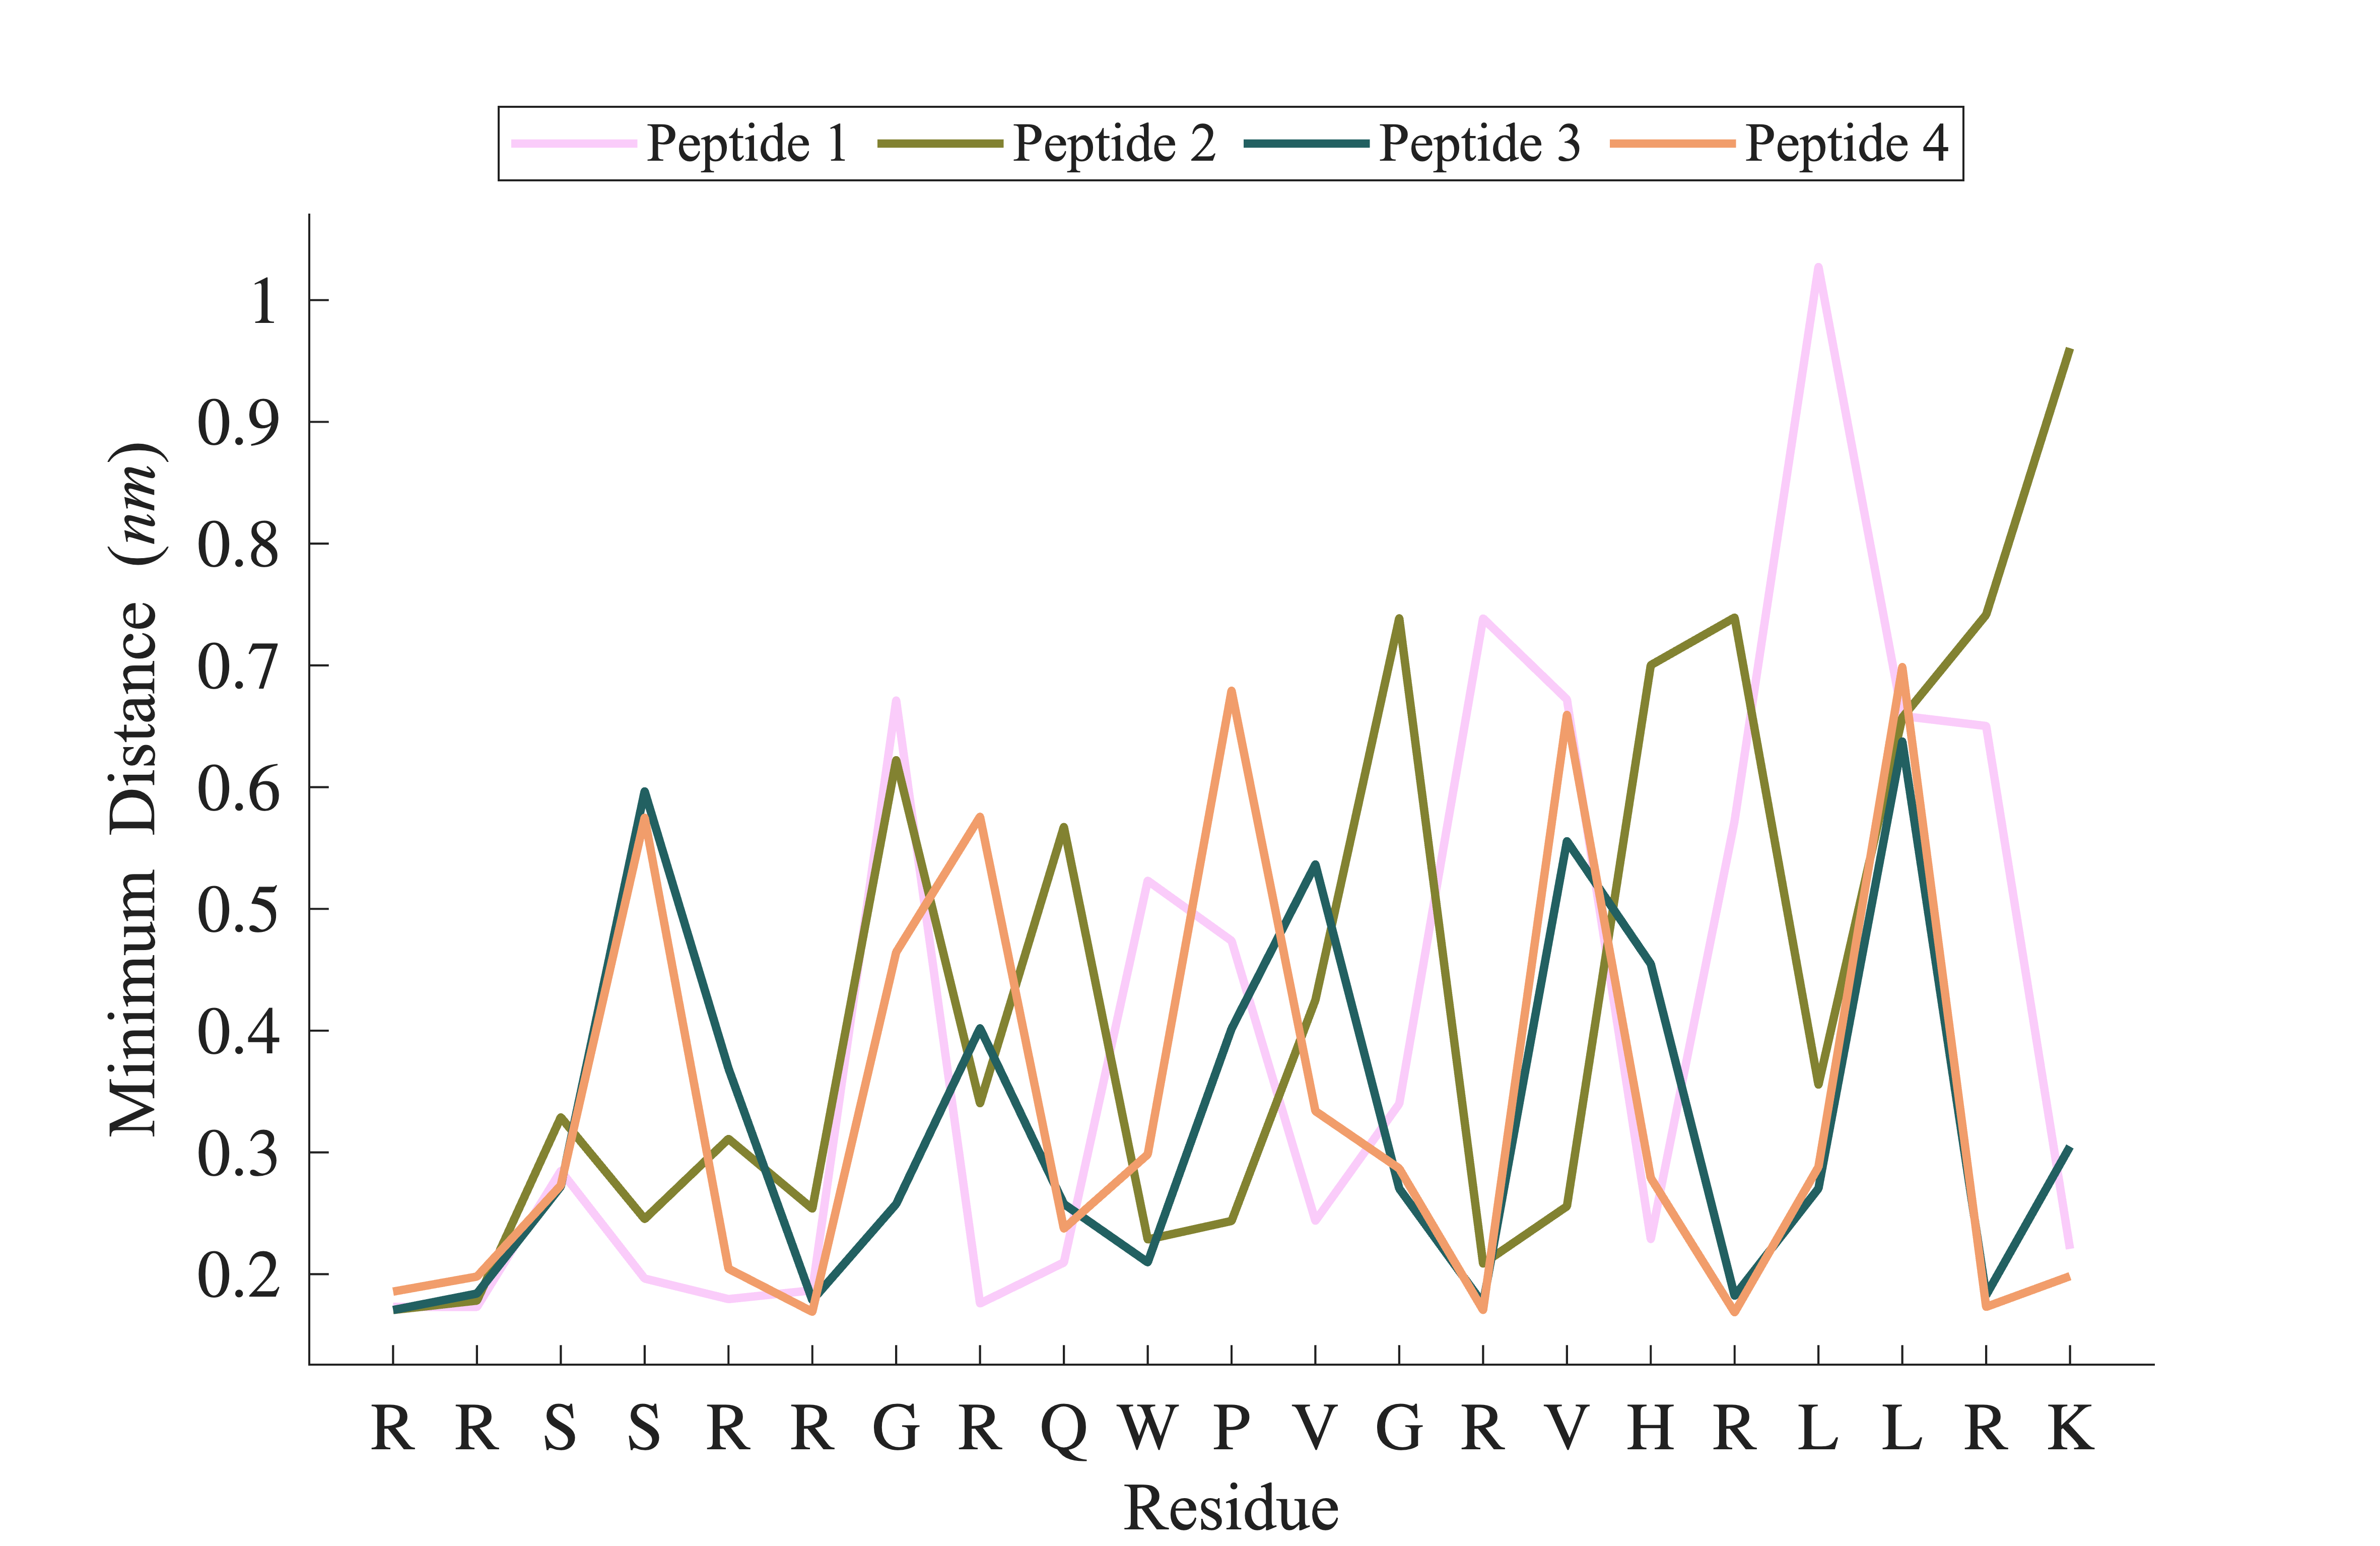 Peptide 1 Peptide 2 Peptide 3 Peptide 4
Minimum Distance (nm)
1
0.9
0.8
0.7
0.6
0.5
0.4
0.3
0.2
R R S S R R G R Q W P V G R V H R L L R K
Residue